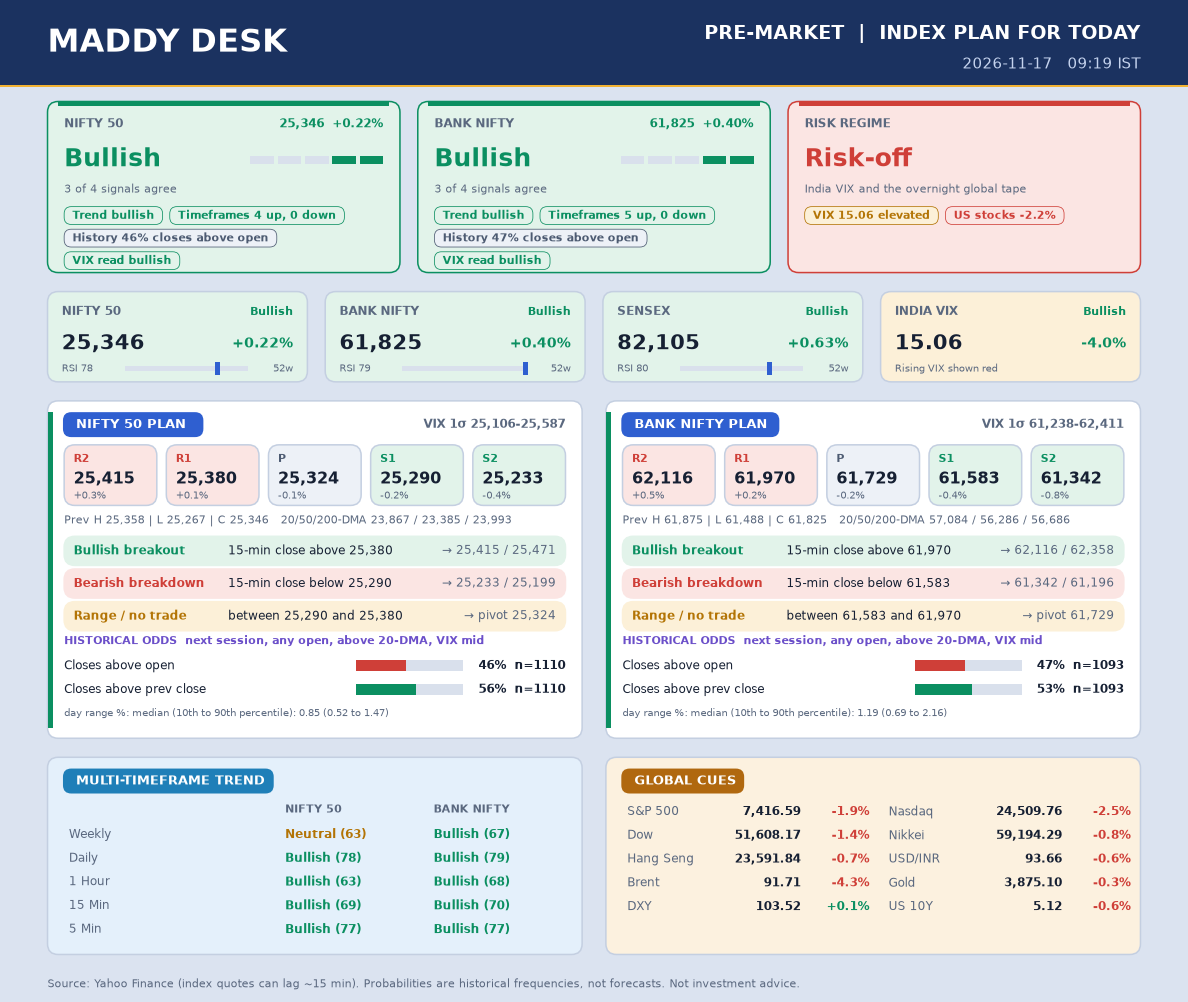 MADDY DESK
PRE-MARKET | INDEX PLAN FOR TODAY
2026-11-17 09:19 IST
NIFTY 50 25,346 +0.22%
Bullish
3 of 4 signals agree
Trend bullish Timeframes 4 up, 0 down
History 46% closes above open
VIX read bullish
BANK NIFTY 61,825 +0.40%
Bullish
3 of 4 signals agree
Trend bullish Timeframes 5 up, 0 down
History 47% closes above open
VIX read bullish
RISK REGIME
Risk-off
India VIX and the overnight global tape
VIX 15.06 elevated US stocks -2.2%
NIFTY 50 Bullish
25,346 +0.22%
RSI 78 52w
BANK NIFTY Bullish
61,825 +0.40%
RSI 79 52w
SENSEX Bullish
82,105 +0.63%
RSI 80 52w
INDIA VIX Bullish
15.06 -4.0%
Rising VIX shown red
NIFTY 50 PLAN VIX 1σ 25,106-25,587
R2 R1 P S1 S2
25,415 25,380 25,324 25,290 25,233
+0.3% +0.1% -0.1% -0.2% -0.4%
Prev H 25,358 | L 25,267 | C 25,346 20/50/200-DMA 23,867 / 23,385 / 23,993
Bullish breakout 15-min close above 25,380 → 25,415 / 25,471
Bearish breakdown 15-min close below 25,290 → 25,233 / 25,199
Range / no trade between 25,290 and 25,380 → pivot 25,324
HISTORICAL ODDS next session, any open, above 20-DMA, VIX mid
Closes above open 46% n=1110
Closes above prev close 56% n=1110
day range %: median (10th to 90th percentile): 0.85 (0.52 to 1.47)
BANK NIFTY PLAN VIX 1σ 61,238-62,411
R2 R1 P S1 S2
62,116 61,970 61,729 61,583 61,342
+0.5% +0.2% -0.2% -0.4% -0.8%
Prev H 61,875 | L 61,488 | C 61,825 20/50/200-DMA 57,084 / 56,286 / 56,686
Bullish breakout 15-min close above 61,970 → 62,116 / 62,358
Bearish breakdown 15-min close below 61,583 → 61,342 / 61,196
Range / no trade between 61,583 and 61,970 → pivot 61,729
HISTORICAL ODDS next session, any open, above 20-DMA, VIX mid
Closes above open 47% n=1093
Closes above prev close 53% n=1093
day range %: median (10th to 90th percentile): 1.19 (0.69 to 2.16)
MULTI-TIMEFRAME TREND
NIFTY 50 BANK NIFTY
Weekly Neutral (63) Bullish (67)
Daily Bullish (78) Bullish (79)
1 Hour Bullish (63) Bullish (68)
15 Min Bullish (69) Bullish (70)
5 Min Bullish (77) Bullish (77)
GLOBAL CUES
S&P 500 7,416.59 -1.9% Nasdaq 24,509.76 -2.5%
Dow 51,608.17 -1.4% Nikkei 59,194.29 -0.8%
Hang Seng 23,591.84 -0.7% USD/INR 93.66 -0.6%
Brent 91.71 -4.3% Gold 3,875.10 -0.3%
DXY 103.52 +0.1% US 10Y 5.12 -0.6%
Source: Yahoo Finance (index quotes can lag ~15 min). Probabilities are historical frequencies, not forecasts. Not investment advice.